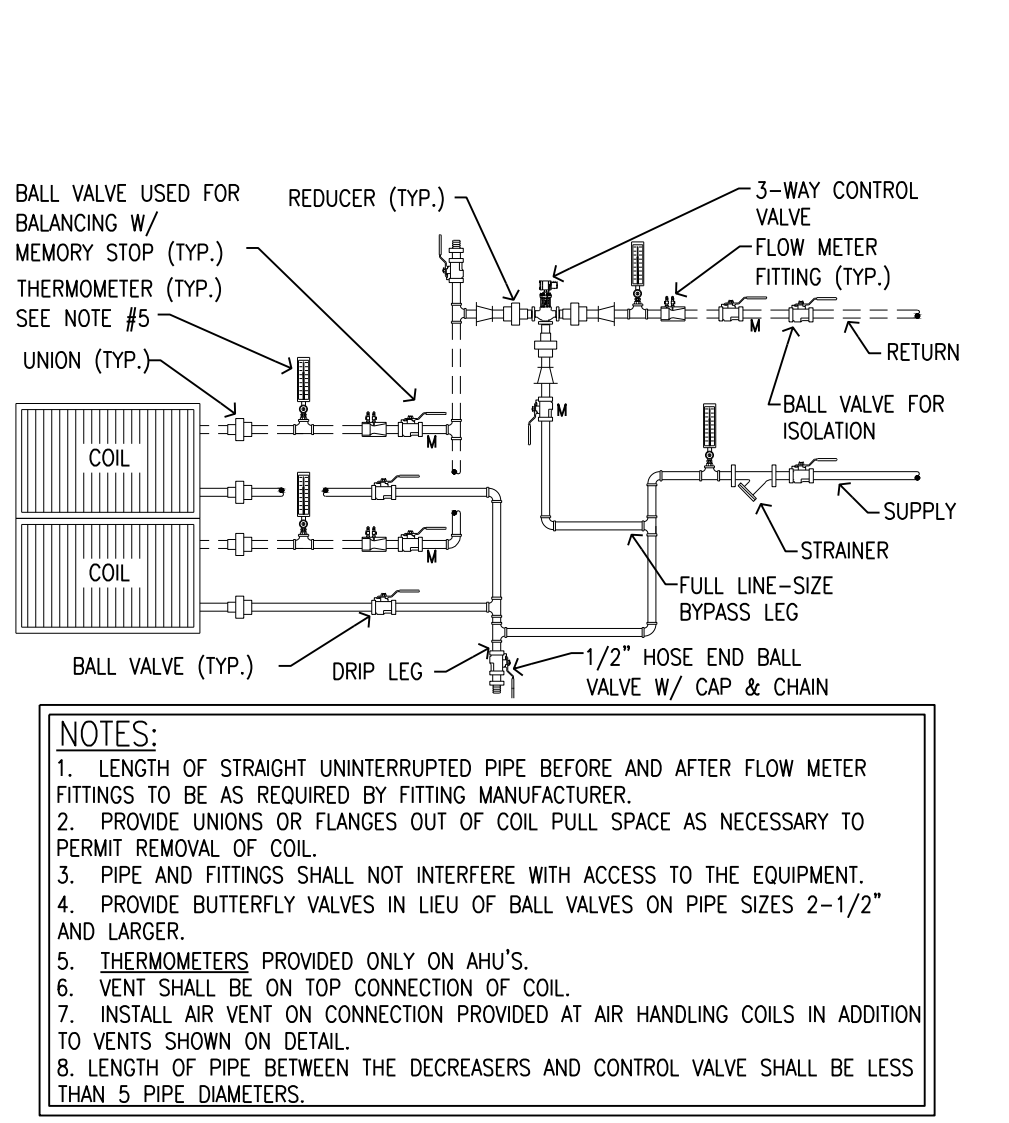 BALL VALVE USED FOR
BALANCING W/
MEMORY STOP (TYP.)
THERMOMETER (TYP.)
SEE NOTE #5
UNION (TYP.)
REDUCER (TYP.)
3-WAY CONTROL
VALVE
FLOW METER
FITTING (TYP.)
M
RETURN
BALL VALVE FOR
ISOLATION
M
M
COIL
SUPPLY
STRAINER
M
COIL
FULL LINE-SIZE
BYPASS LEG
BALL VALVE (TYP.)
DRIP LEG
1/2" HOSE END BALL
VALVE W/ CAP & CHAIN
NOTES:
1. LENGTH OF STRAIGHT UNINTERRUPTED PIPE BEFORE AND AFTER FLOW METER
FITTINGS TO BE AS REQUIRED BY FITTING MANUFACTURER.
2. PROVIDE UNIONS OR FLANGES OUT OF COIL PULL SPACE AS NECESSARY TO
PERMIT REMOVAL OF COIL.
3. PIPE AND FITTINGS SHALL NOT INTERFERE WITH ACCESS TO THE EQUIPMENT.
4. PROVIDE BUTTERFLY VALVES IN LIEU OF BALL VALVES ON PIPE SIZES 2-1/2"
AND LARGER.
5. THERMOMETERS PROVIDED ONLY ON AHU'S.
6. VENT SHALL BE ON TOP CONNECTION OF COIL.
7. INSTALL AIR VENT ON CONNECTION PROVIDED AT AIR HANDLING COILS IN ADDITION
TO VENTS SHOWN ON DETAIL.
8. LENGTH OF PIPE BETWEEN THE DECREASERS AND CONTROL VALVE SHALL BE LESS
THAN 5 PIPE DIAMETERS.